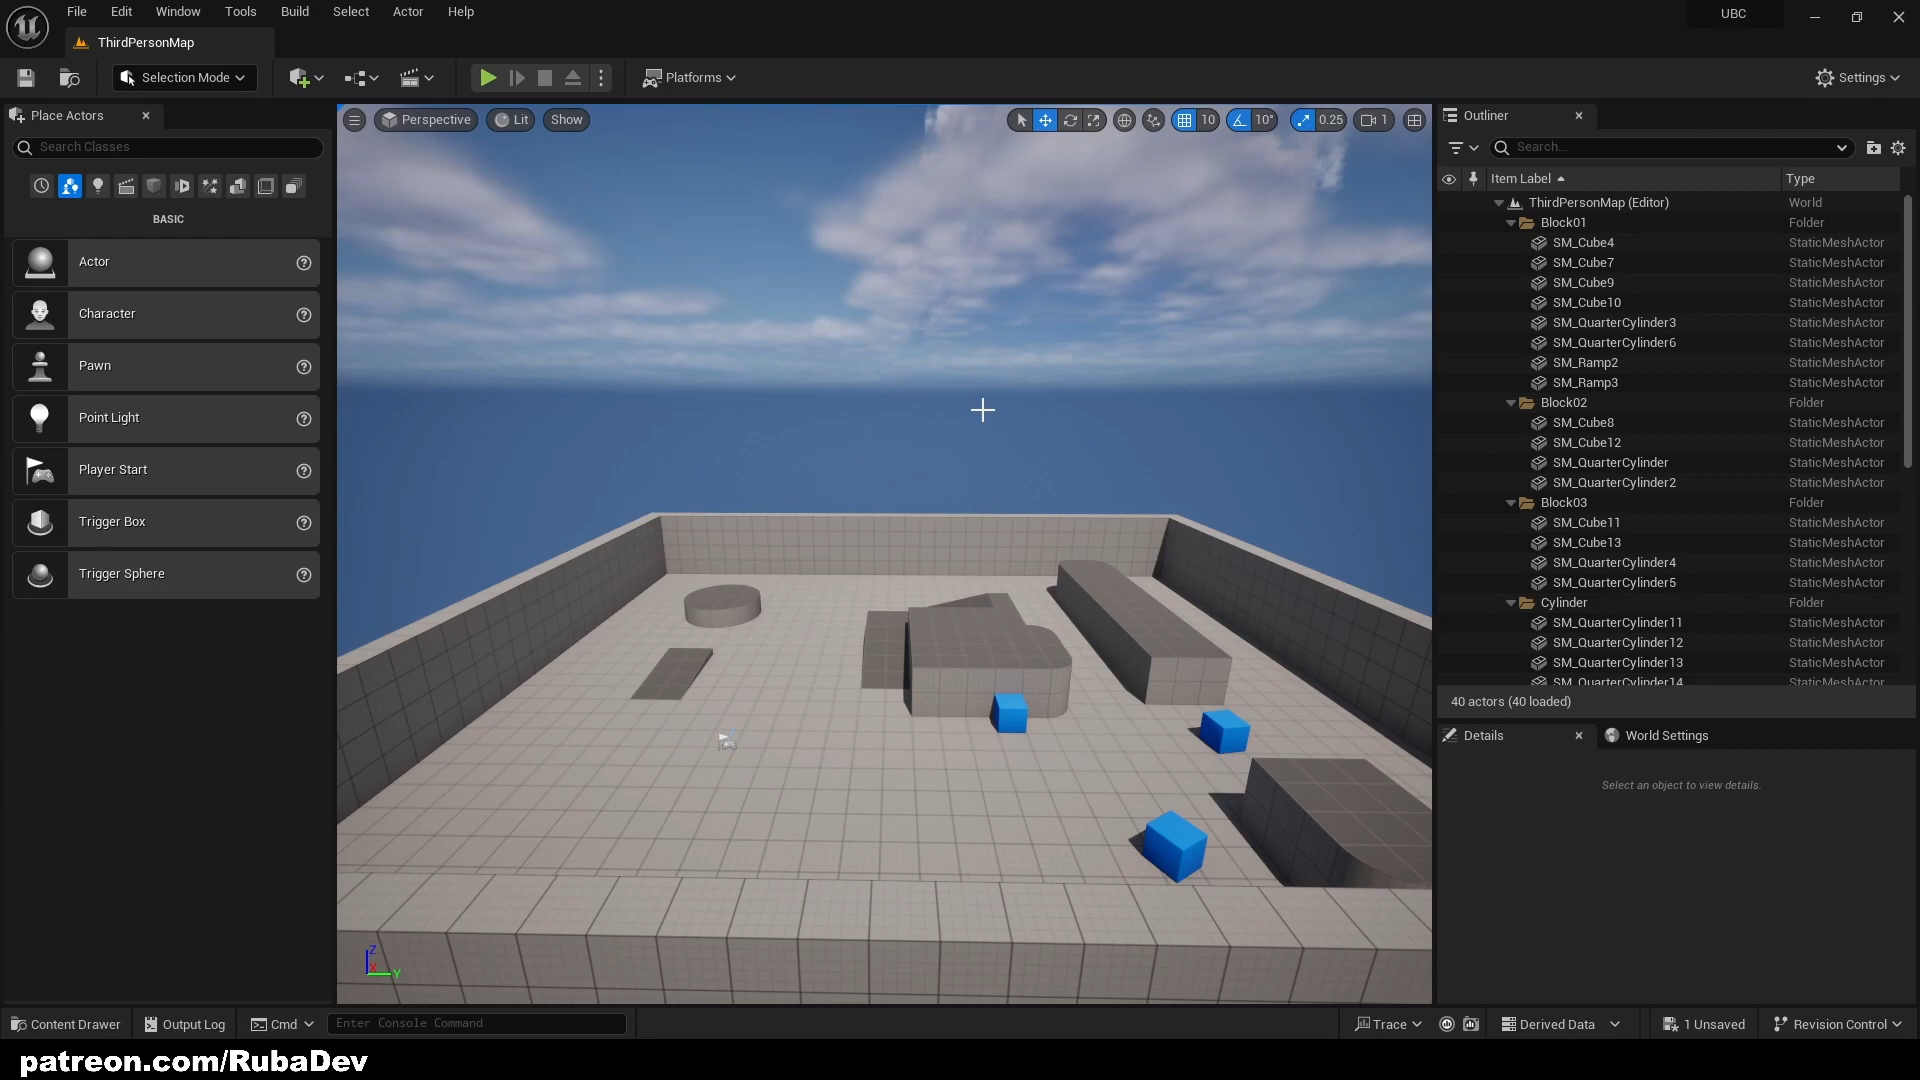 File Edit Window Tools Build Select Actor Help
UBC
ThirdPersonMap
Selection Mode
Platforms
Settings
Place Actors
Search Classes
BASIC
Actor
Character
Pawn
Point Light
Player Start
Trigger Box
Trigger Sphere
Perspective Lit Show
10 10° 0.25 1
Z
X
Y
Outliner
Search...
Item Label Type
ThirdPersonMap (Editor) World
Block01 Folder
SM_Cube4 StaticMeshActor
SM_Cube7 StaticMeshActor
SM_Cube9 StaticMeshActor
SM_Cube10 StaticMeshActor
SM_QuarterCylinder3 StaticMeshActor
SM_QuarterCylinder6 StaticMeshActor
SM_Ramp2 StaticMeshActor
SM_Ramp3 StaticMeshActor
Block02 Folder
SM_Cube8 StaticMeshActor
SM_Cube12 StaticMeshActor
SM_QuarterCylinder StaticMeshActor
SM_QuarterCylinder2 StaticMeshActor
Block03 Folder
SM_Cube11 StaticMeshActor
SM_Cube13 StaticMeshActor
SM_QuarterCylinder4 StaticMeshActor
SM_QuarterCylinder5 StaticMeshActor
Cylinder Folder
SM_QuarterCylinder11 StaticMeshActor
SM_QuarterCylinder12 StaticMeshActor
SM_QuarterCylinder13 StaticMeshActor
SM_QuarterCylinder14 StaticMeshActor
40 actors (40 loaded)
Details World Settings
Select an object to view details.
Content Drawer Output Log Cmd Enter Console Command Trace Derived Data 1 Unsaved Revision Control
patreon.com/RubaDev